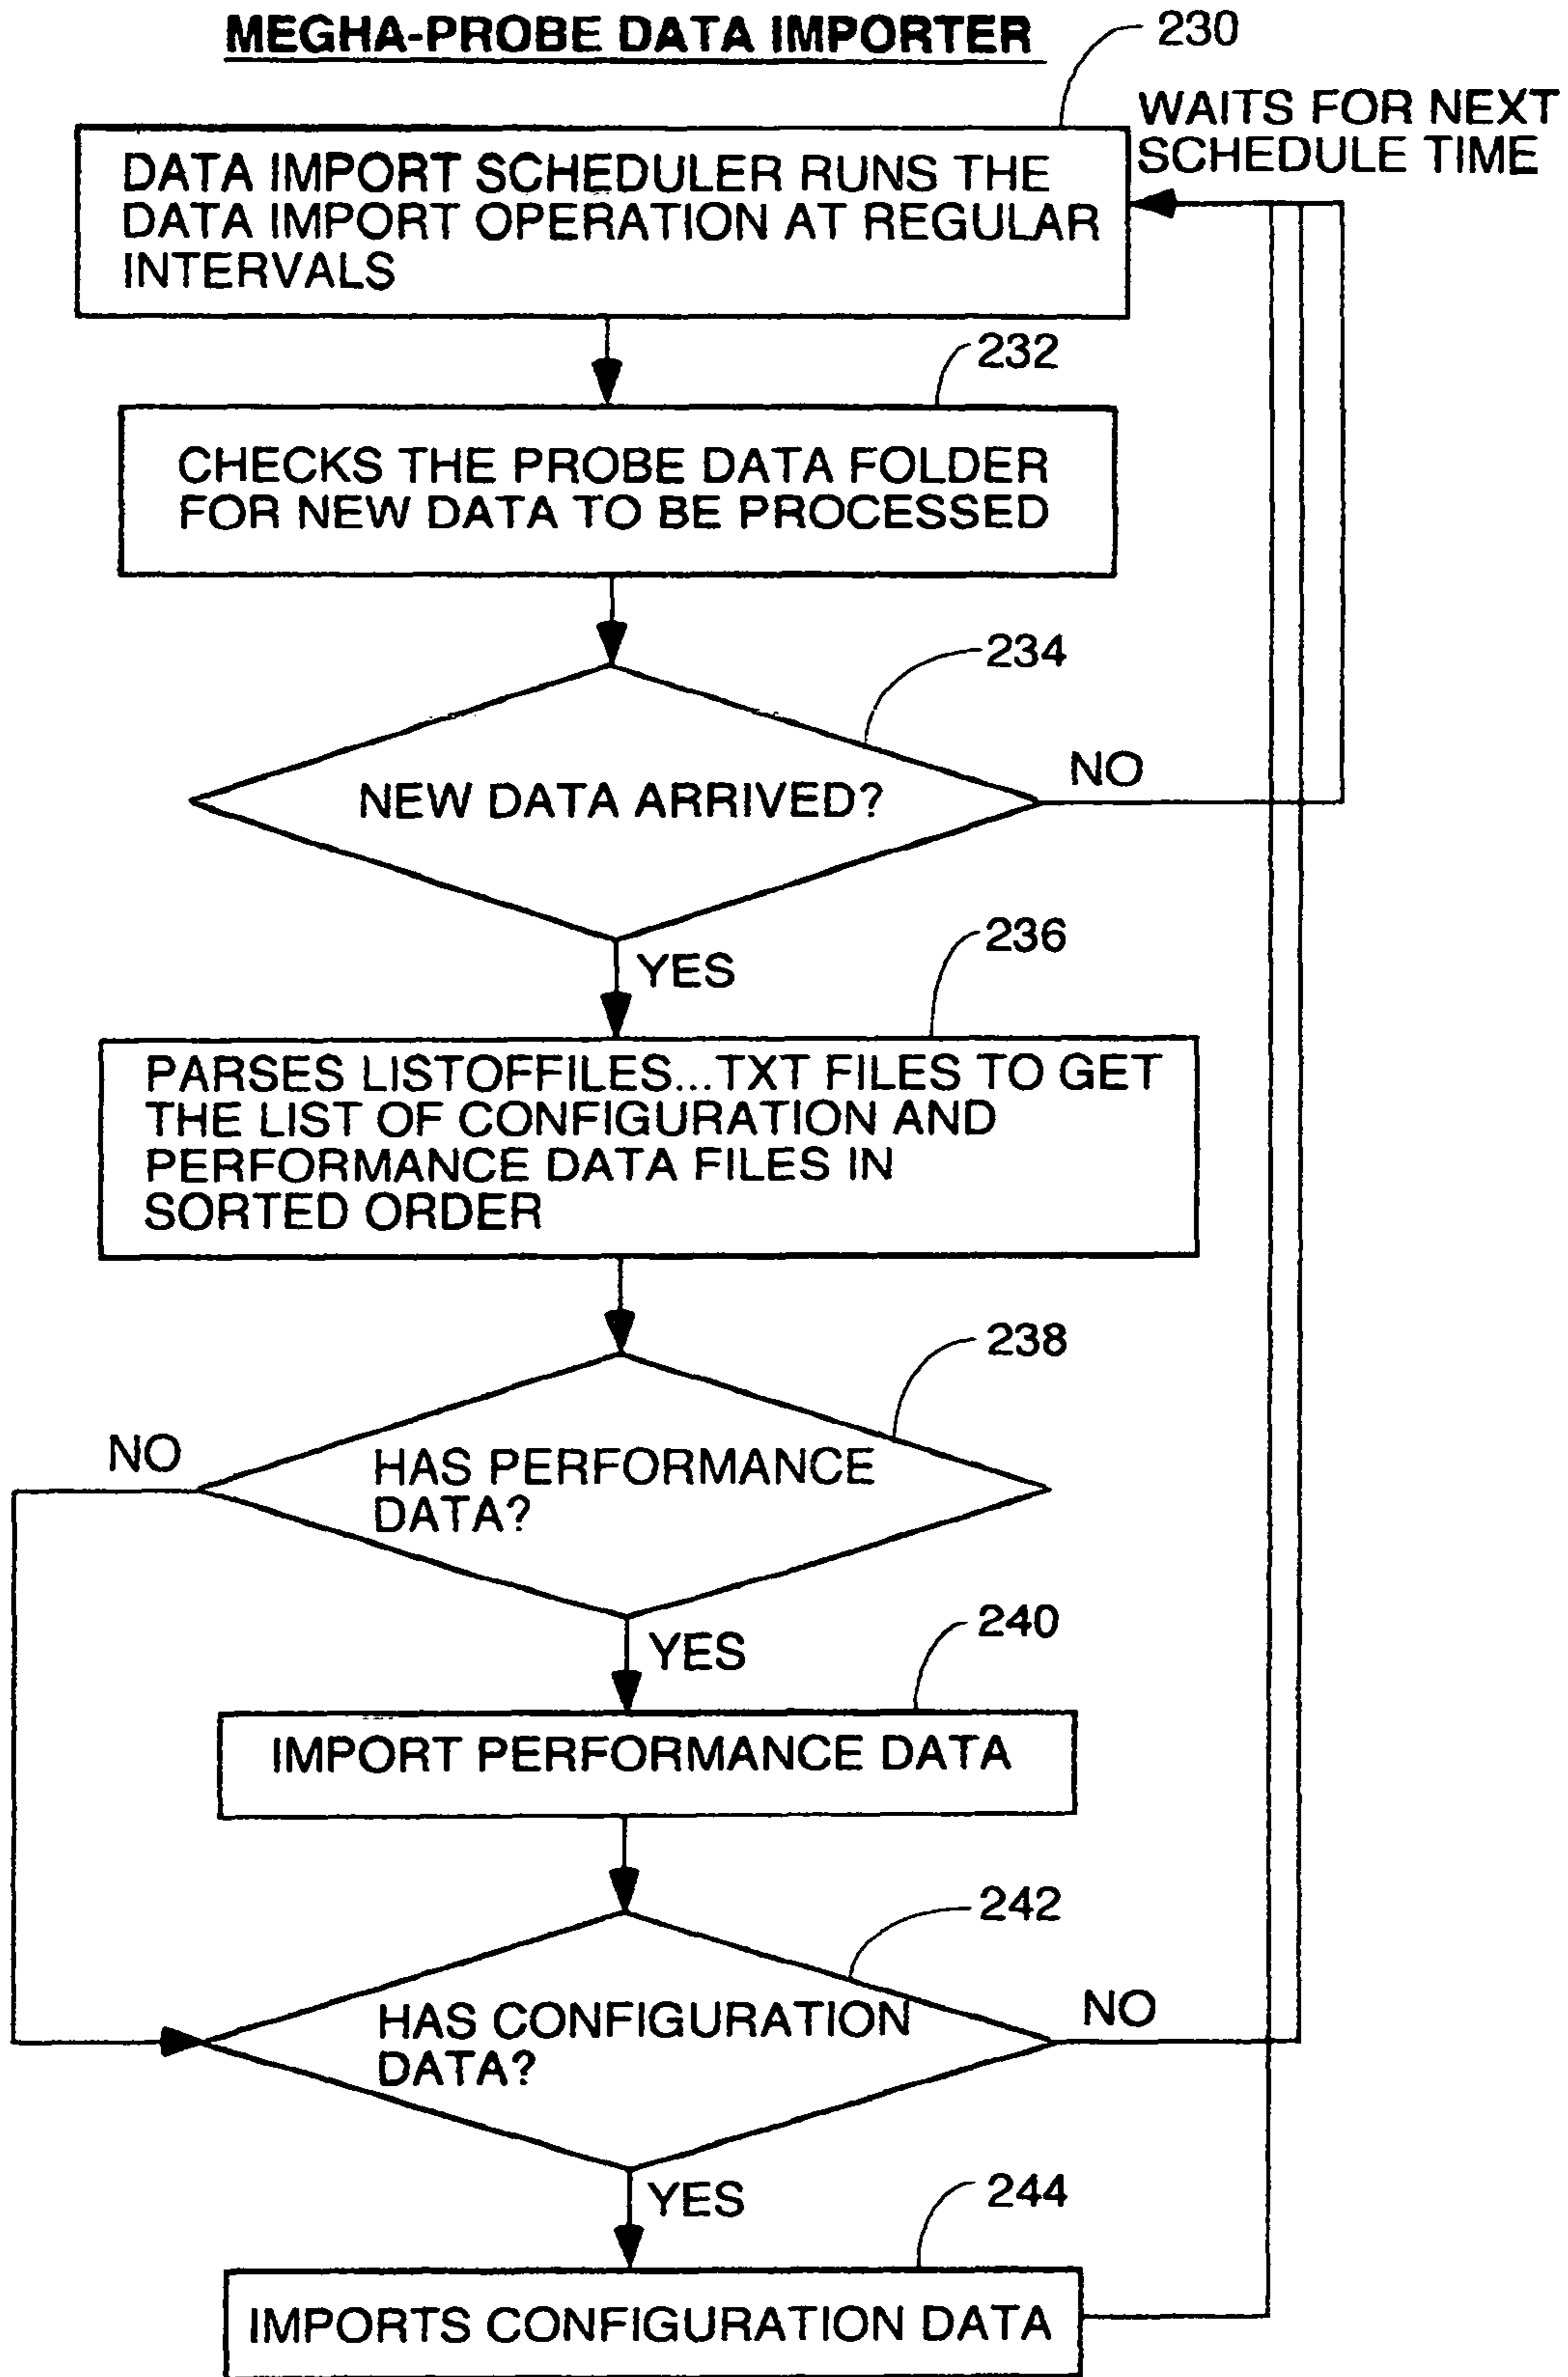 MEGHA-PROBE DATA IMPORTER
230
WAITS FOR NEXT
SCHEDULE TIME
DATA IMPORT SCHEDULER RUNS THE
DATA IMPORT OPERATION AT REGULAR
INTERVALS
232
CHECKS THE PROBE DATA FOLDER
FOR NEW DATA TO BE PROCESSED
234
NEW DATA ARRIVED?
NO
YES
236
PARSES LISTOFFILES...TXT FILES TO GET
THE LIST OF CONFIGURATION AND
PERFORMANCE DATA FILES IN
SORTED ORDER
238
NO
HAS PERFORMANCE
DATA?
YES
240
IMPORT PERFORMANCE DATA
242
HAS CONFIGURATION
DATA?
NO
YES
244
IMPORTS CONFIGURATION DATA